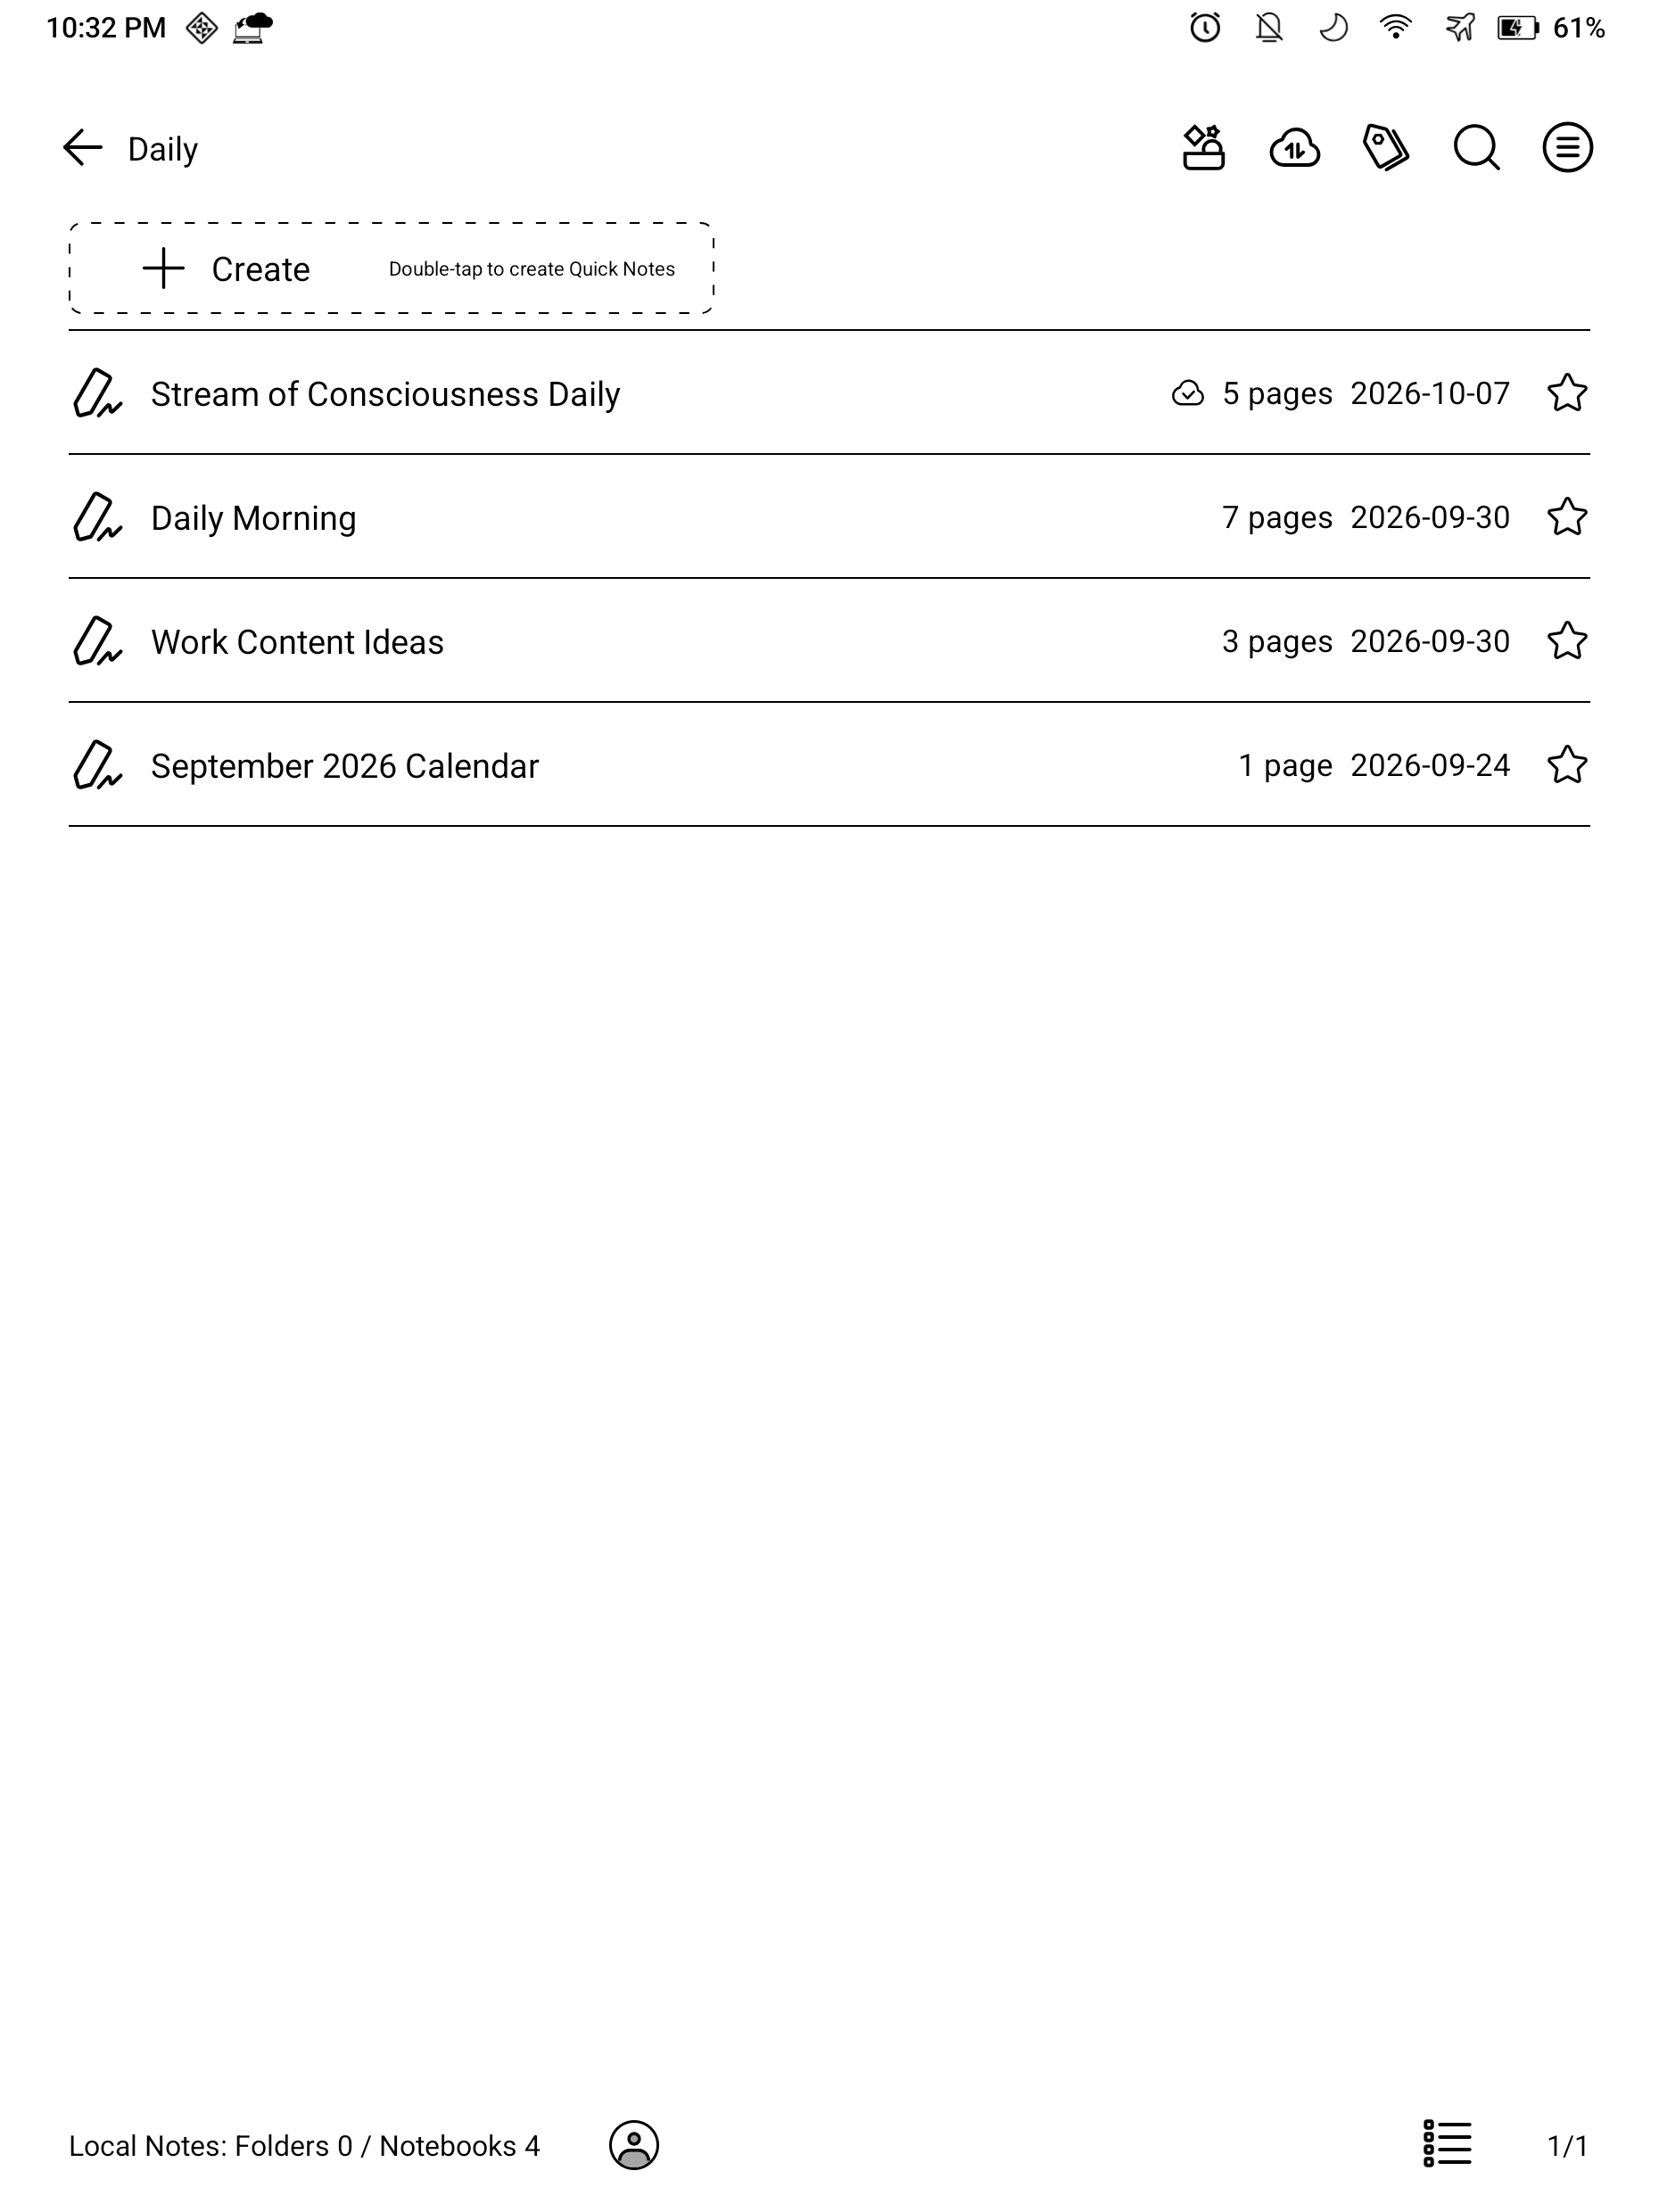 10:32 PM 61%
Daily
Create Double-tap to create Quick Notes
Stream of Consciousness Daily 5 pages 2026-10-07
Daily Morning 7 pages 2026-09-30
Work Content Ideas 3 pages 2026-09-30
September 2026 Calendar 1 page 2026-09-24
Local Notes: Folders 0 / Notebooks 4 1/1